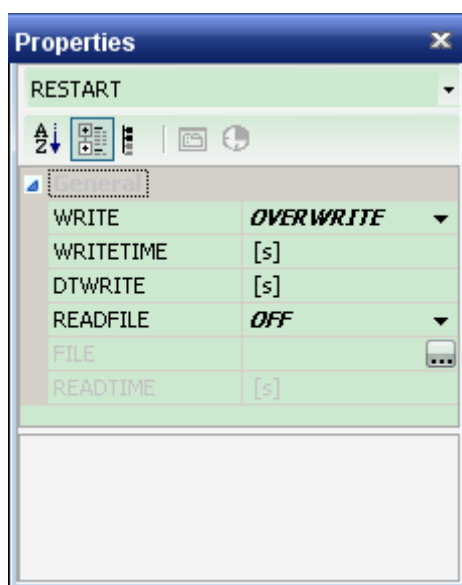 Properties
RESTART
General
WRITE OVERWRITE
WRITETIME [s]
DTWRITE [s]
READFILE OFF
FILE ...
READTIME [s]